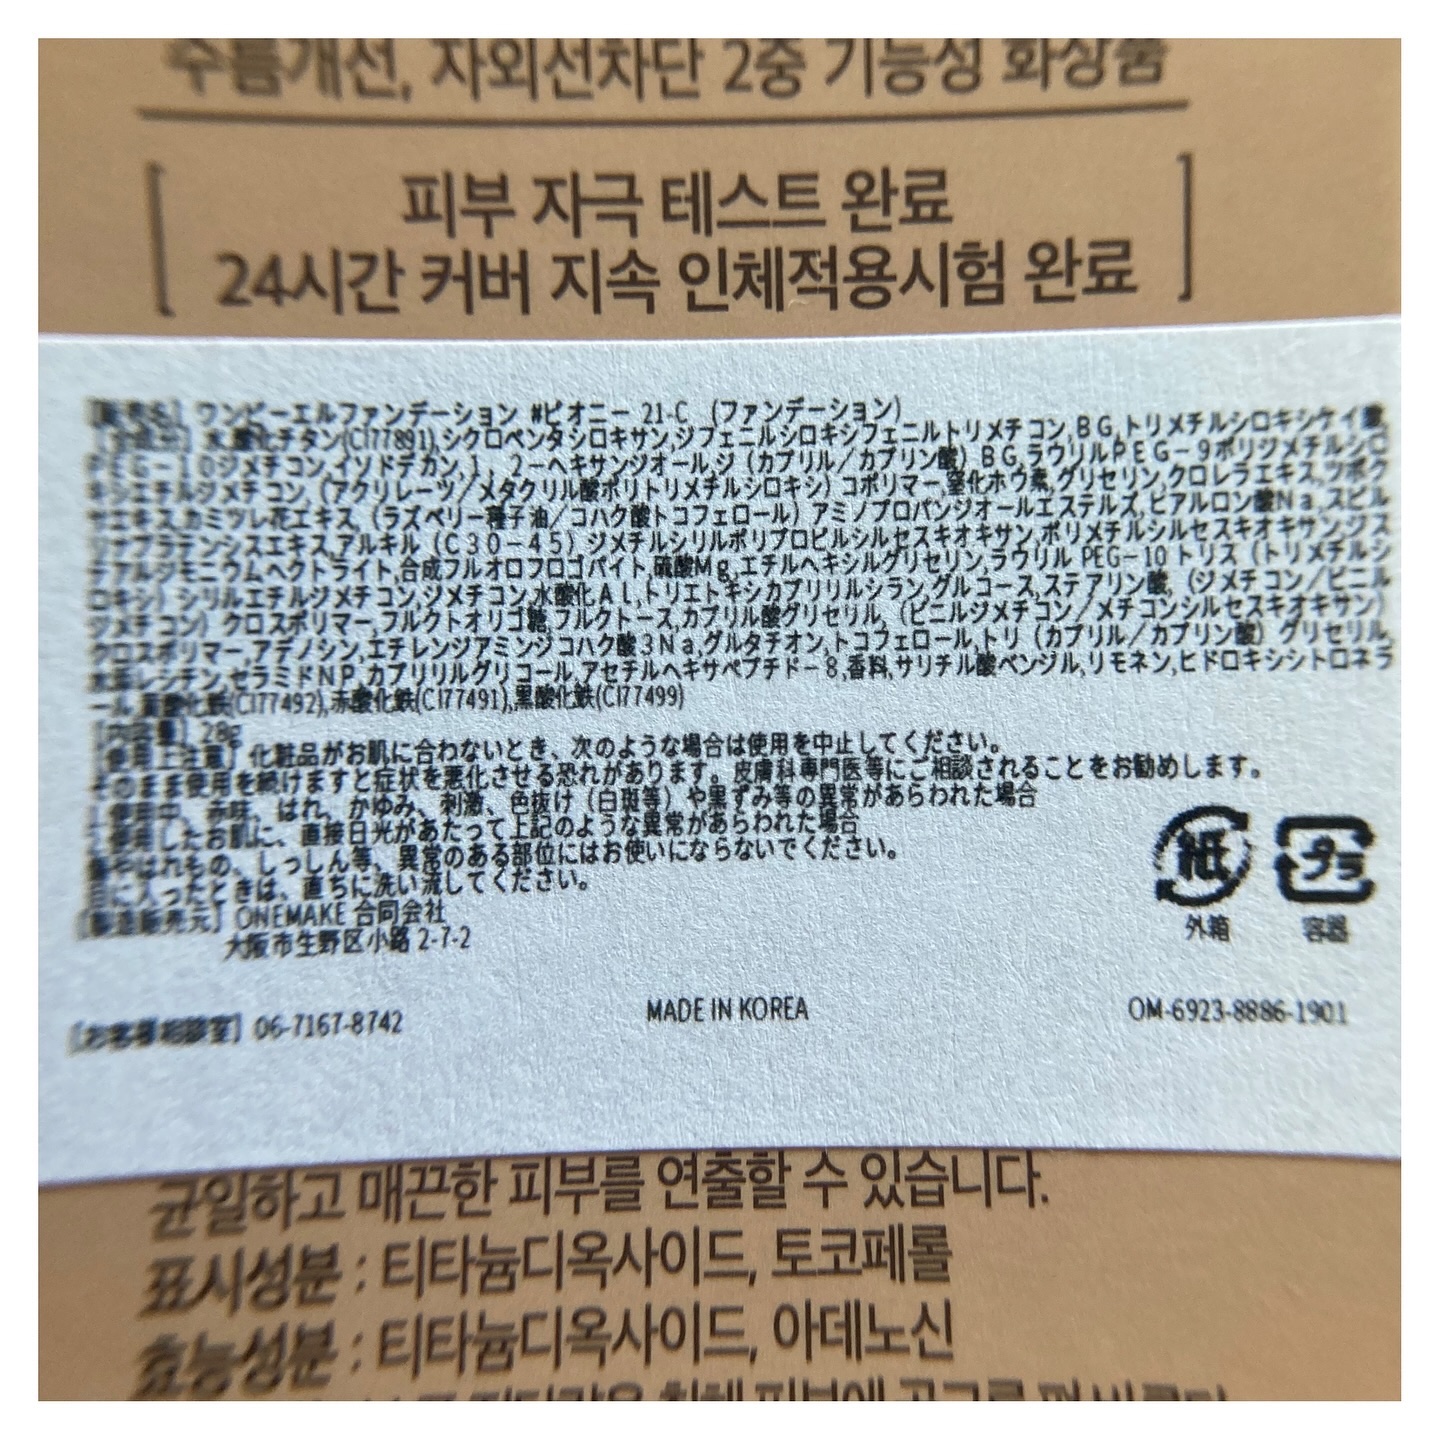 주름개선, 자외선차단 2중 기능성 화장품
피부 자극 테스트 완료
24시간 커버 지속 인체적용시험 완료
[販売名] ワンピーエルファンデーション #ピオニー 21-C (ファンデーション)
[全成分] 水,酸化チタン(CI77891),シクロペンタシロキサン,ジフェニルシロキシフェニルトリメチコン,BG,トリメチルシロキシケイ酸,
PEG-10ジメチコン,イソドデカン,1,2-ヘキサンジオール,ジ(カプリル/カプリン酸)BG,ラウリルPEG-9ポリジメチルシロ
キシエチルジメチコン,(アクリレーツ/メタクリル酸ポリトリメチルシロキシ)コポリマー,窒化ホウ素,グリセリン,クロレラエキス,ツボク
サエキス,カミツレ花エキス,(ラズベリー種子油/コハク酸トコフェロール)アミノプロパンジオールエステルズ,ヒアルロン酸Na,スピル
リナプラテンシスエキス,アルキル(C30-45)ジメチルシリルポリプロピルシルセスキオキサン,ポリメチルシルセスキオキサン,ジス
テアルジモニウムヘクトライト,合成フルオロフロゴパイト,硫酸Mg,エチルヘキシルグリセリン,ラウリル PEG-10 トリス(トリメチルシ
ロキシ)シリルエチルジメチコン,ジメチコン,水酸化AL,トリエトキシカプリリルシラン,グルコース,ステアリン酸,(ジメチコン/ビニル
ジメチコン)クロスポリマー,フルクトオリゴ糖,フルクトース,カプリル酸グリセリル,(ビニルジメチコン/メチコンシルセスキオキサン)
クロスポリマー,アデノシン,エチレンジアミンジコハク酸3Na,グルタチオン,トコフェロール,トリ(カプリル/カプリン酸)グリセリル,
水添レシチン,セラミドNP,カプリリルグリコール,アセチルヘキサペプチド-8,香料,サリチル酸ベンジル,リモネン,ヒドロキシシトロネラ
ール,黄酸化鉄(CI77492),赤酸化鉄(CI77491),黒酸化鉄(CI77499)
[内容量] 28g
[使用上注意] 化粧品がお肌に合わないとき、次のような場合は使用を中止してください。
そのまま使用を続けますと症状を悪化させる恐れがあります。皮膚科専門医等にご相談されることをお勧めします。
使用中、赤味、はれ、かゆみ、刺激、色抜け(白斑等)や黒ずみ等の異常があらわれた場合
使用したお肌に、直接日光があたって上記のような異常があらわれた場合
傷やはれもの、しっしん等、異常のある部位にはお使いにならないでください。
目に入ったときは、直ちに洗い流してください。
[製造販売元] ONEMAKE 合同会社
大阪市生野区小路 2-7-2
紙 プラ
外箱 容器
[お客様相談室] 06-7167-8742 MADE IN KOREA OM-6923-8886-1901
균일하고 매끈한 피부를 연출할 수 있습니다.
표시성분 : 티타늄디옥사이드, 토코페롤
효능성분 : 티타늄디옥사이드, 아데노신